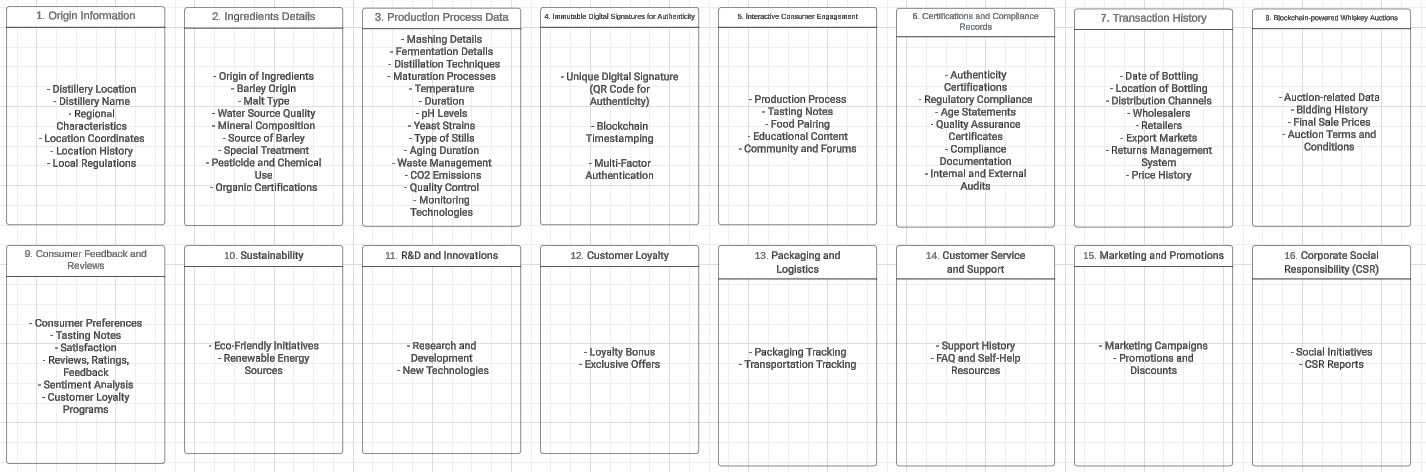 1. Origin Information
- Distillery Location
- Distillery Name
- Regional
Characteristics
- Location Coordinates
- Location History
- Local Regulations
2. Ingredients Details
- Origin of Ingredients
- Barley Origin
- Malt Type
- Water Source Quality
- Mineral Composition
- Source of Barley
- Special Treatment
- Pesticide and Chemical
Use
- Organic Certifications
3. Production Process Data
- Mashing Details
- Fermentation Details
- Distillation Techniques
- Maturation Processes
- Temperature
- Duration
- pH Levels
- Yeast Strains
- Type of Stills
- Aging Duration
- Waste Management
- CO2 Emissions
- Quality Control
- Monitoring
Technologies
4. Immutable Digital Signatures for Authenticity
- Unique Digital Signature
(QR Code for
Authenticity)
- Blockchain
Timestamping
- Multi-Factor
Authentication
5. Interactive Consumer Engagement
- Production Process
- Tasting Notes
- Food Pairing
- Educational Content
- Community and Forums
6. Certifications and Compliance
Records
- Authenticity
Certifications
- Regulatory Compliance
- Age Statements
- Quality Assurance
Certificates
- Compliance
Documentation
- Internal and External
Audits
7. Transaction History
- Date of Bottling
- Location of Bottling
- Distribution Channels
- Wholesalers
- Retailers
- Export Markets
- Returns Management
System
- Price History
8. Blockchain-powered Whiskey Auctions
- Auction-related Data
- Bidding History
- Final Sale Prices
- Auction Terms and
Conditions
9. Consumer Feedback and
Reviews
- Consumer Preferences
- Tasting Notes
- Satisfaction
- Reviews, Ratings,
Feedback
- Sentiment Analysis
- Customer Loyalty
Programs
10. Sustainability
- Eco-Friendly Initiatives
- Renewable Energy
Sources
11. R&D and Innovations
- Research and
Development
- New Technologies
12. Customer Loyalty
- Loyalty Bonus
- Exclusive Offers
13. Packaging and
Logistics
- Packaging Tracking
- Transportation Tracking
14. Customer Service
and Support
- Support History
- FAQ and Self-Help
Resources
15. Marketing and Promotions
- Marketing Campaigns
- Promotions and
Discounts
16. Corporate Social
Responsibility (CSR)
- Social Initiatives
- CSR Reports